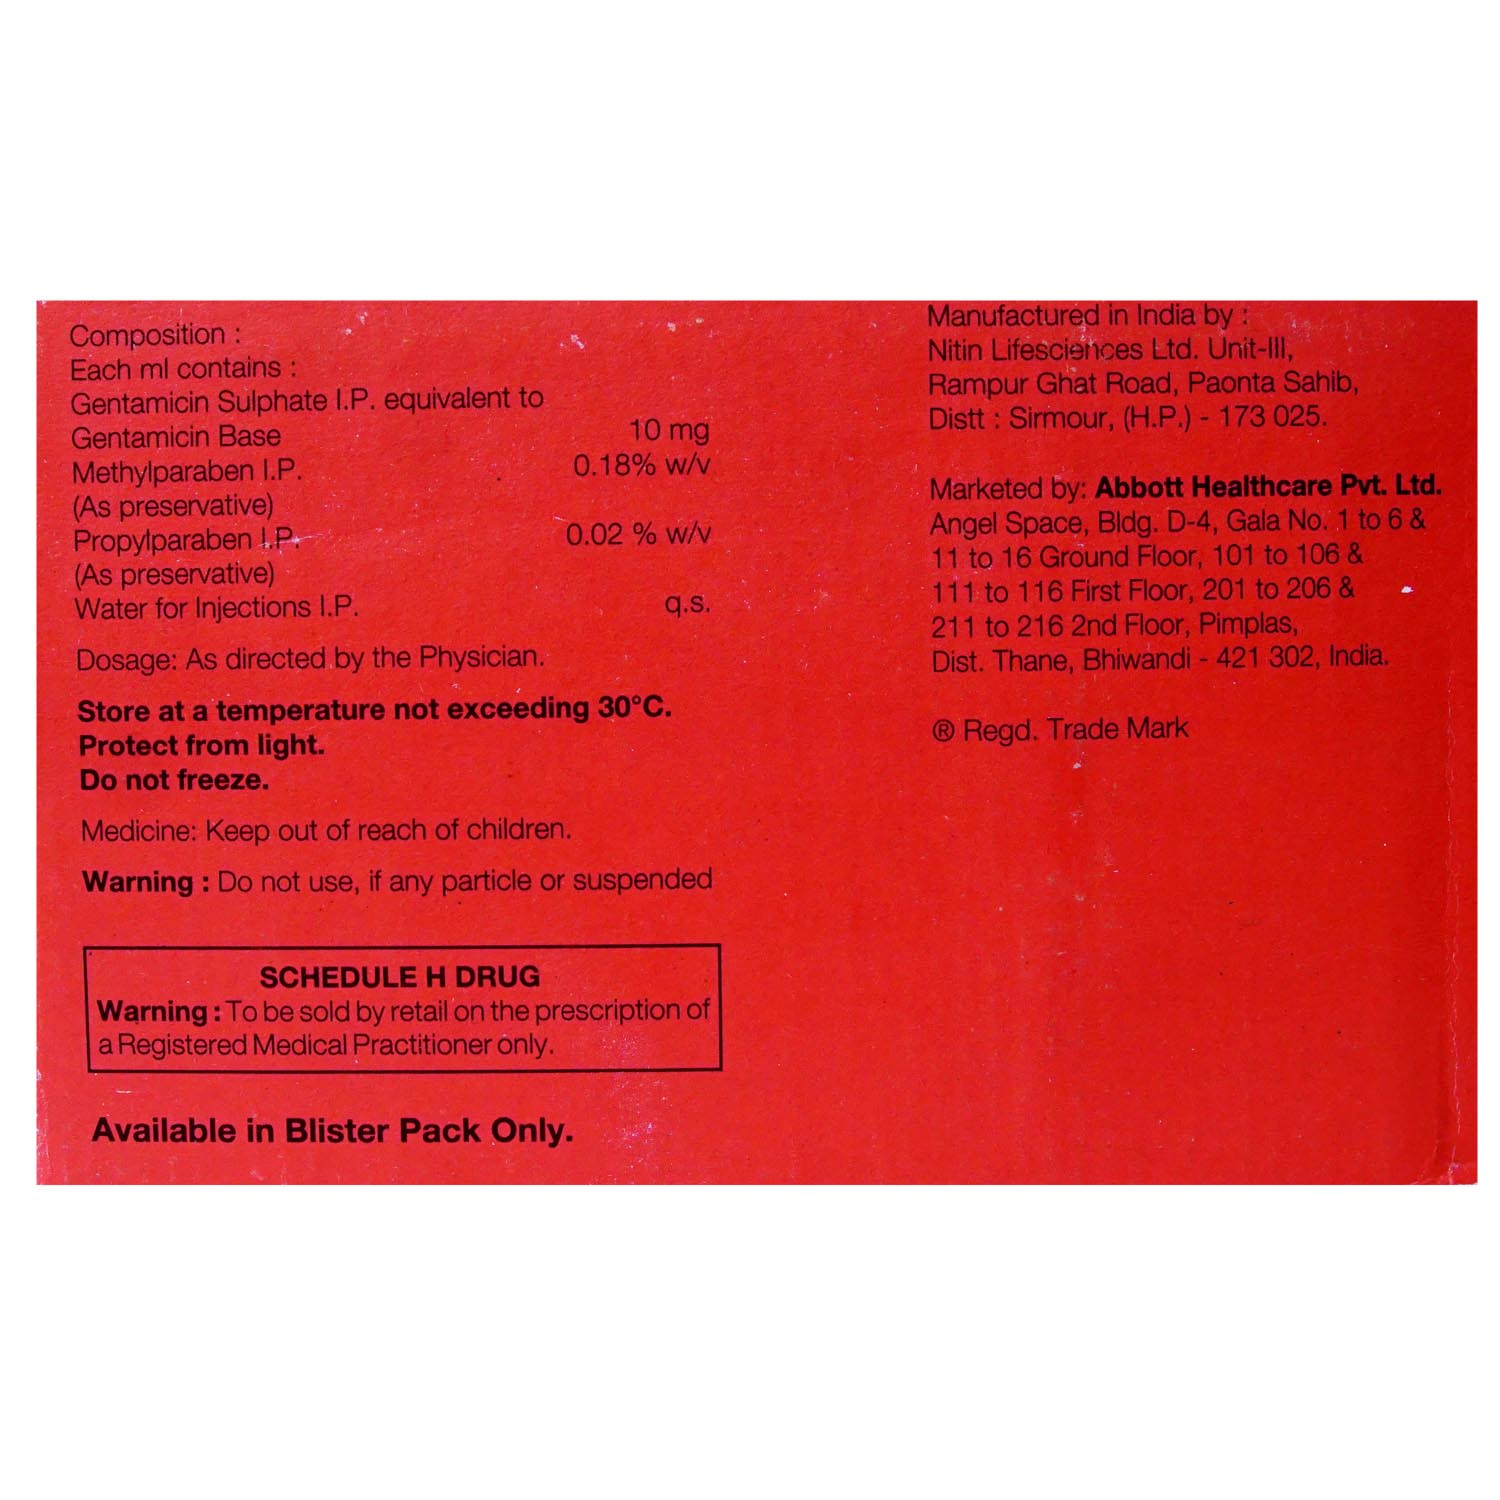 Composition :
Each ml contains :
Gentamicin Sulphate I.P. equivalent to
Gentamicin Base 10 mg
Methylparaben I.P. 0.18% w/v
(As preservative)
Propylparaben I.P. 0.02 % w/v
(As preservative)
Water for Injections I.P. q.s.
Dosage: As directed by the Physician.
Store at a temperature not exceeding 30°C.
Protect from light.
Do not freeze.
Medicine: Keep out of reach of children.
Warning : Do not use, if any particle or suspended
SCHEDULE H DRUG
Warning : To be sold by retail on the prescription of
a Registered Medical Practitioner only.
Available in Blister Pack Only.
Manufactured in India by :
Nitin Lifesciences Ltd. Unit-III,
Rampur Ghat Road, Paonta Sahib,
Distt : Sirmour, (H.P.) - 173 025.
Marketed by: Abbott Healthcare Pvt. Ltd.
Angel Space, Bldg. D-4, Gala No. 1 to 6 &
11 to 16 Ground Floor, 101 to 106 &
111 to 116 First Floor, 201 to 206 &
211 to 216 2nd Floor, Pimplas,
Dist. Thane, Bhiwandi - 421 302, India.
® Regd. Trade Mark